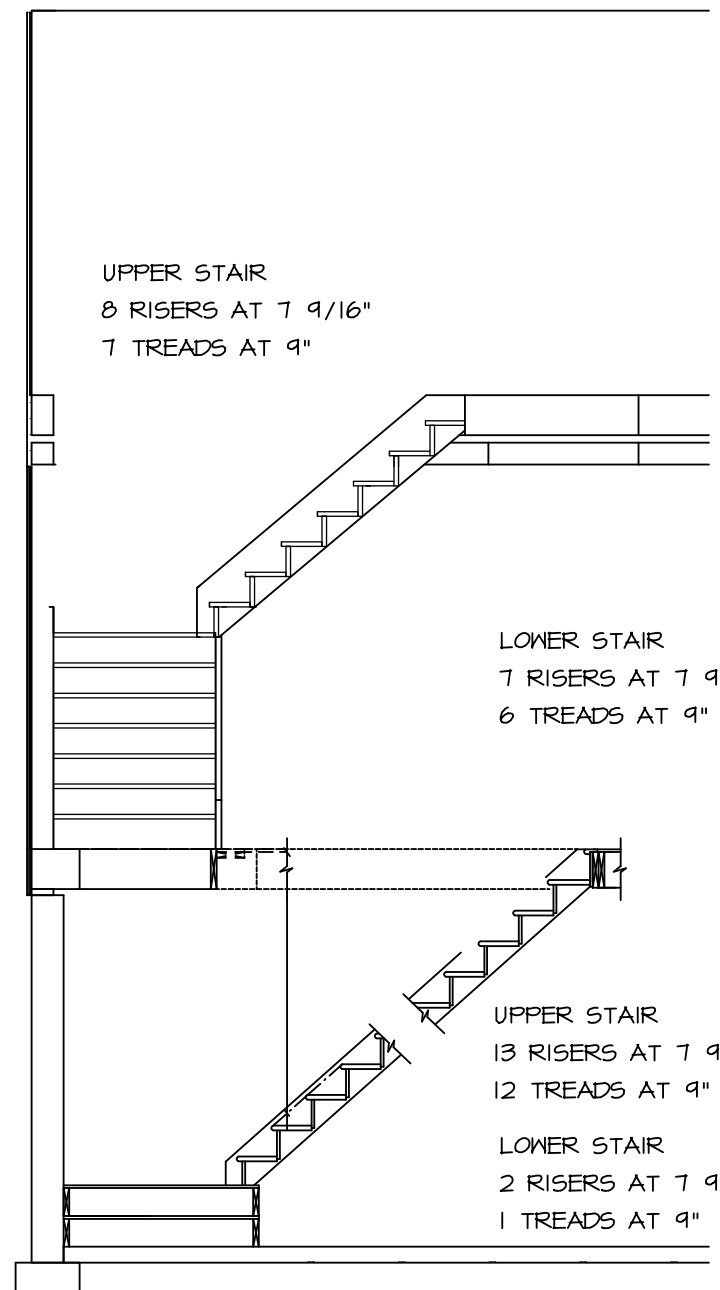 UPPER STAIR
8 RISERS AT 7 9/16"
7 TREADS AT 9"
LOWER STAIR
7 RISERS AT 7 9
6 TREADS AT 9"
UPPER STAIR
13 RISERS AT 7 9
12 TREADS AT 9"
LOWER STAIR
2 RISERS AT 7 9
1 TREADS AT 9"